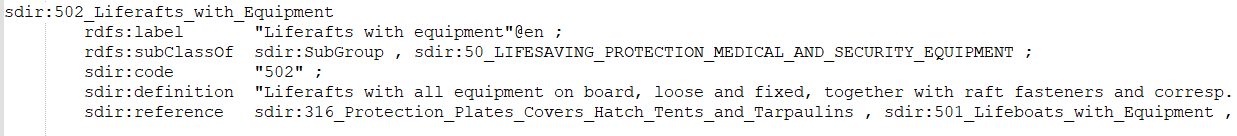 sdir:502_Liferafts_with_Equipment
rdfs:label "Liferafts with equipment"@en ;
rdfs:subClassOf sdir:SubGroup , sdir:50_LIFESAVING_PROTECTION_MEDICAL_AND_SECURITY_EQUIPMENT ;
sdir:code "502" ;
sdir:definition "Liferafts with all equipment on board, loose and fixed, together with raft fasteners and corresp.
sdir:reference sdir:316_Protection_Plates_Covers_Hatch_Tents_and_Tarpaulins , sdir:501_Lifeboats_with_Equipment ,